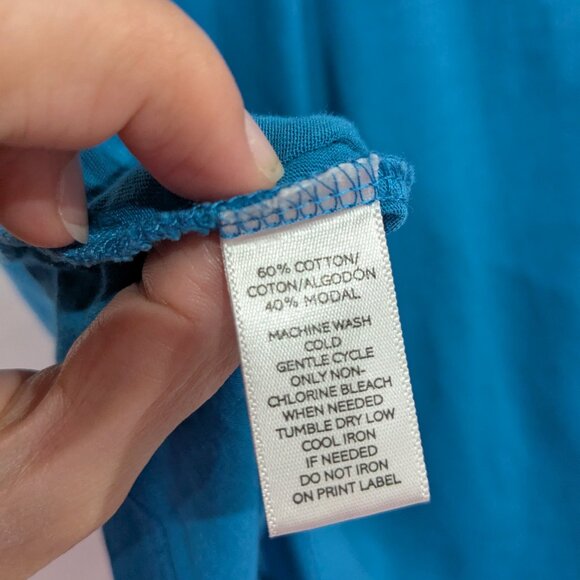 60% COTTON/
COTON/ALGODÓN
40% MODAL
MACHINE WASH
COLD
GENTLE CYCLE
ONLY NON-
CHLORINE BLEACH
WHEN NEEDED
TUMBLE DRY LOW
COOL IRON
IF NEEDED
DO NOT IRON
ON PRINT LABEL